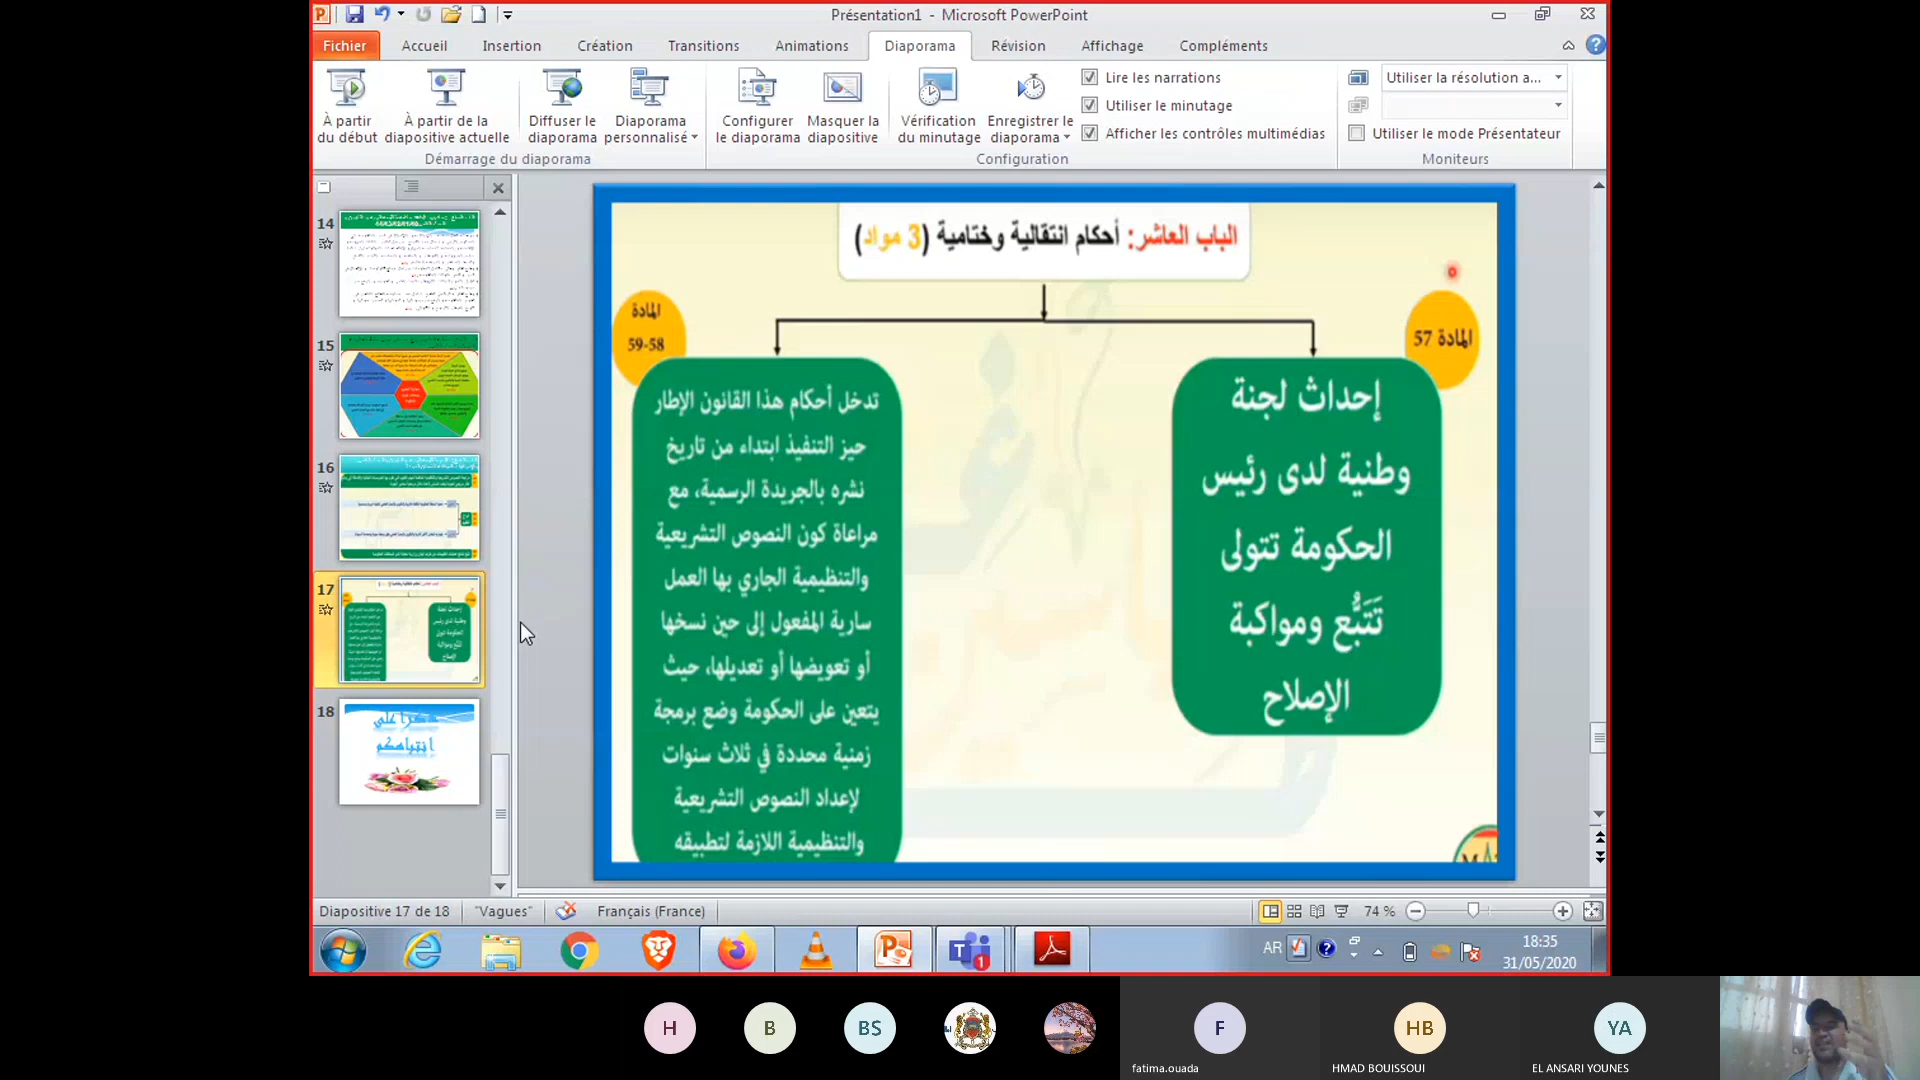 Présentation1 - Microsoft PowerPoint
Fichier Accueil Insertion Création Transitions Animations Diaporama Révision Affichage Compléments
À partir du début
À partir de la diapositive actuelle
Diffuser le diaporama
Diaporama personnalisé
Démarrage du diaporama
Configurer le diaporama
Masquer la diapositive
Vérification du minutage
Enregistrer le diaporama
Lire les narrations
Utiliser le minutage
Afficher les contrôles multimédias
Configuration
Utiliser la résolution a...
Utiliser le mode Présentateur
Moniteurs
14
15
16
17
18
شكرا على
انتباهكم
الباب العاشر: أحكام انتقالية وختامية (3 مواد)
المادة 57
إحداث لجنة
وطنية لدى رئيس
الحكومة تتولى
تَتَبُّع ومواكبة
الإصلاح
المادة
58-59
تدخل أحكام هذا القانون الإطار
حيز التنفيذ ابتداء من تاريخ
نشره بالجريدة الرسمية، مع
مراعاة كون النصوص التشريعية
والتنظيمية الجاري بها العمل
سارية المفعول إلى حين نسخها
أو تعويضها أو تعديلها، حيث
يتعين على الحكومة وضع برمجة
زمنية محددة في ثلاث سنوات
لإعداد النصوص التشريعية
والتنظيمية اللازمة لتطبيقه
Diapositive 17 de 18 "Vagues" Français (France) 74 %
AR 18:35
31/05/2020
H B BS F HB YA
fatima.ouada HMAD BOUISSOUI EL ANSARI YOUNES